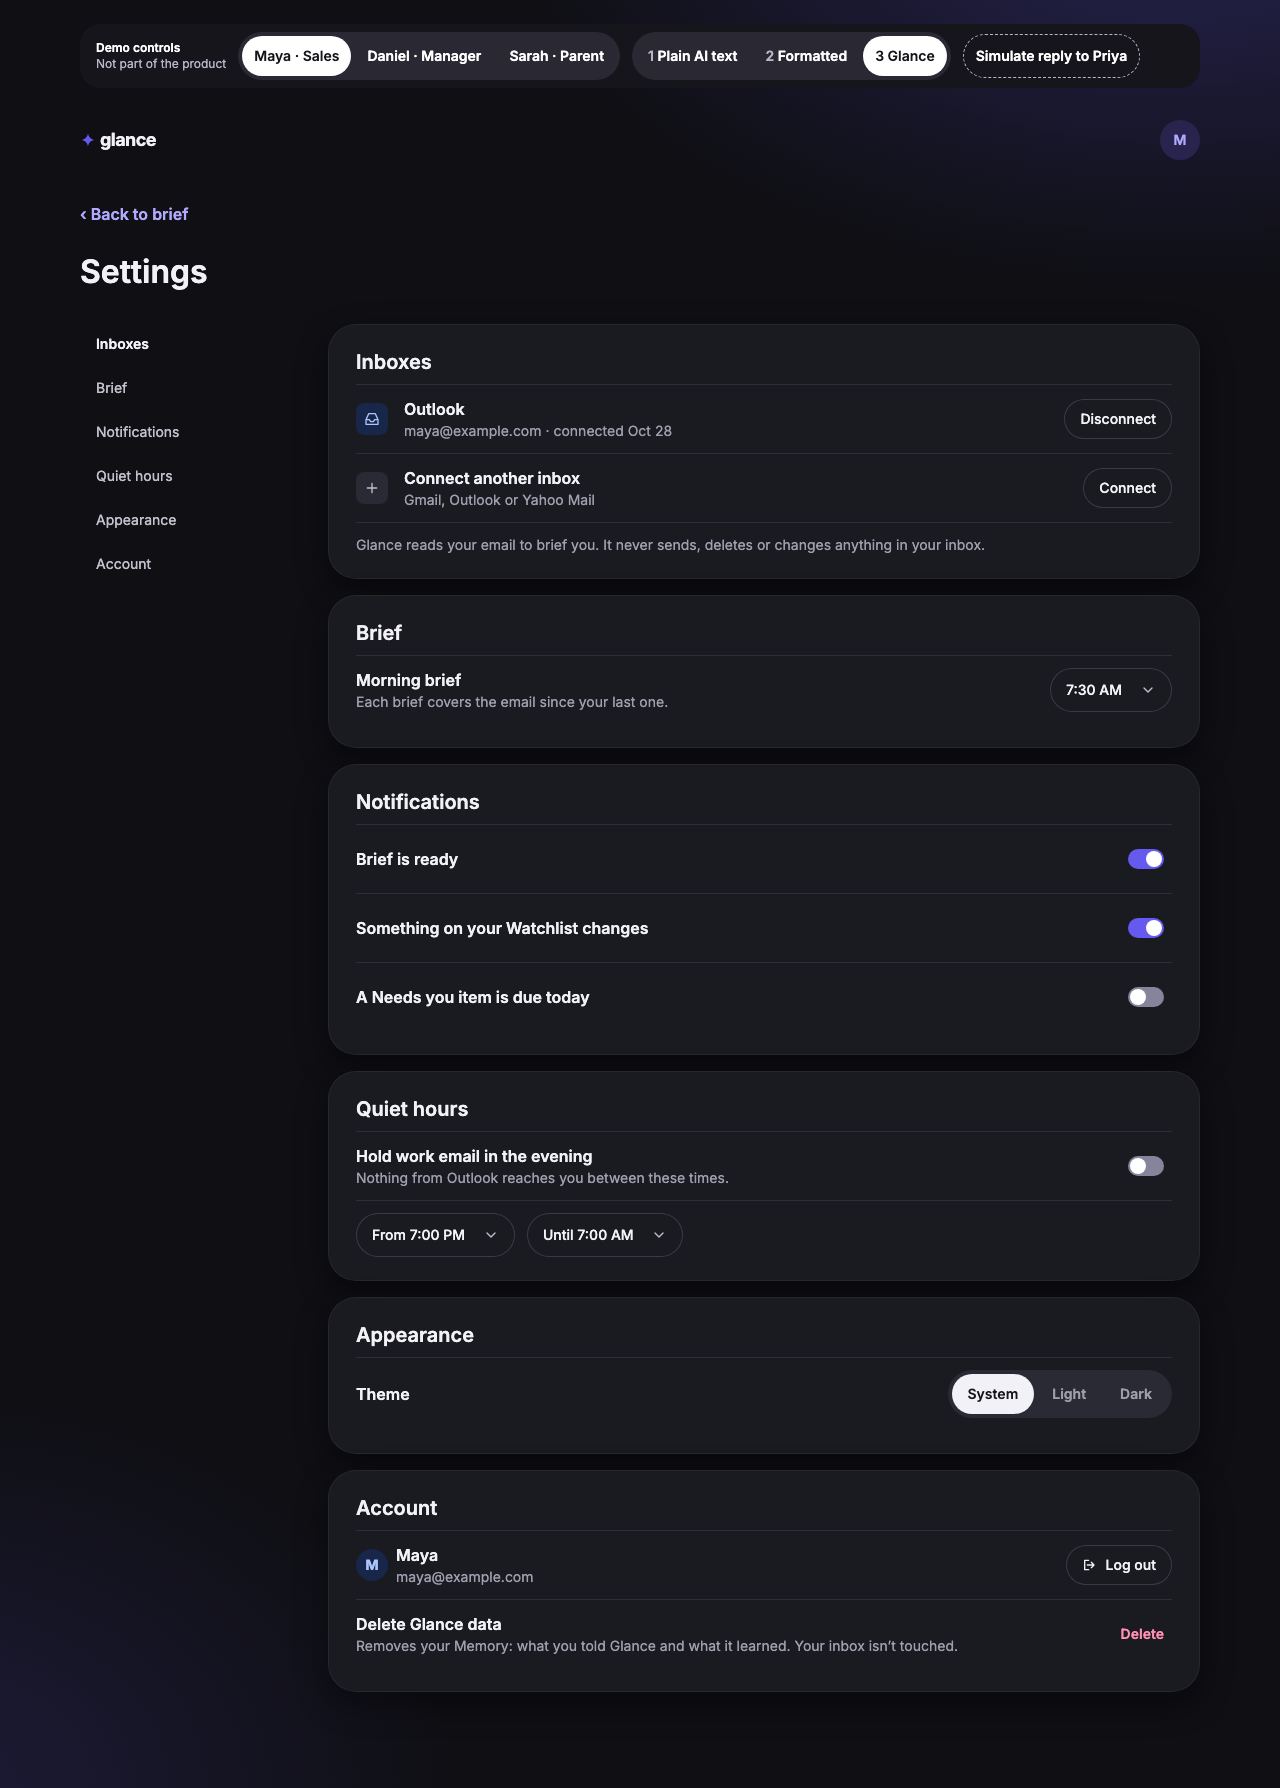 Demo controls
Not part of the product
Maya · Sales
Daniel · Manager
Sarah · Parent
1 Plain AI text
2 Formatted
3 Glance
Simulate reply to Priya
glance
M
‹ Back to brief
Settings
Inboxes
Brief
Notifications
Quiet hours
Appearance
Account
Inboxes
Outlook
maya@example.com · connected Oct 28
Disconnect
Connect another inbox
Gmail, Outlook or Yahoo Mail
Connect
Glance reads your email to brief you. It never sends, deletes or changes anything in your inbox.
Brief
Morning brief
Each brief covers the email since your last one.
7:30 AM
Notifications
Brief is ready
Something on your Watchlist changes
A Needs you item is due today
Quiet hours
Hold work email in the evening
Nothing from Outlook reaches you between these times.
From 7:00 PM
Until 7:00 AM
Appearance
Theme
System
Light
Dark
Account
M
Maya
maya@example.com
Log out
Delete Glance data
Removes your Memory: what you told Glance and what it learned. Your inbox isn’t touched.
Delete